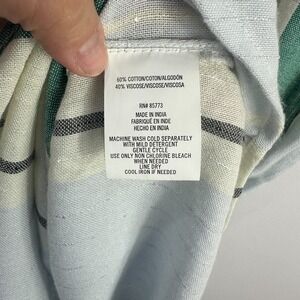 60% COTTON/COTON/ALGODÓN
40% VISCOSE/VISCOSE/VISCOSA
RN# 85773
MADE IN INDIA
FABRIQUÉ EN INDE
HECHO EN INDIA
MACHINE WASH COLD SEPARATELY
WITH MILD DETERGENT
GENTLE CYCLE
USE ONLY NON CHLORINE BLEACH
WHEN NEEDED
LINE DRY
COOL IRON IF NEEDED